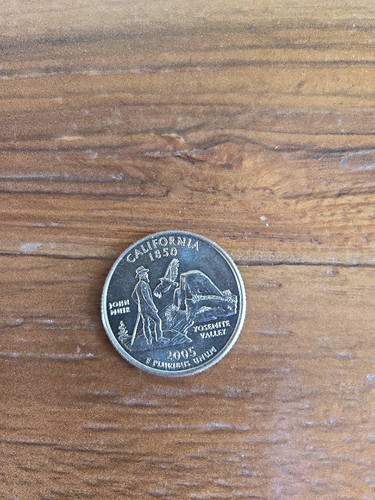 CALIFORNIA
1850
JOHN
MUIR
YOSEMITE
VALLEY
2005
E PLURIBUS UNUM